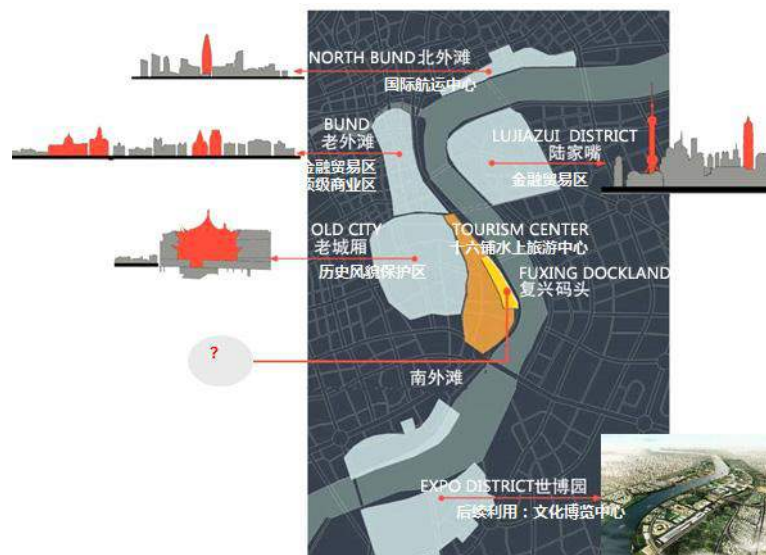 NORTH BUND北外滩
国际航运中心
BUND
老外滩
金融贸易区
顶级商业区
LUJIAZUI DISTRICT
陆家嘴
金融贸易区
OLD CITY
老城厢
历史风貌保护区
TOURISM CENTER
十六铺水上旅游中心
FUXING DOCKLAND
复兴码头
?
南外滩
EXPO DISTRICT世博园
后续利用：文化博览中心